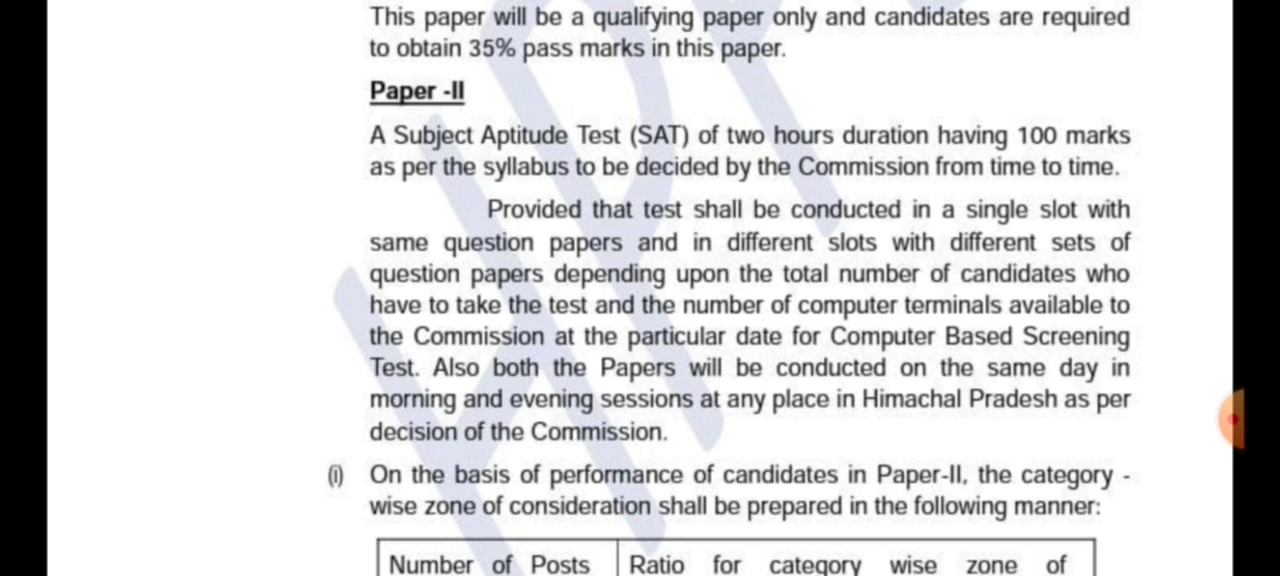 This paper will be a qualifying paper only and candidates are required
to obtain 35% pass marks in this paper.
Paper -II
A Subject Aptitude Test (SAT) of two hours duration having 100 marks
as per the syllabus to be decided by the Commission from time to time.
Provided that test shall be conducted in a single slot with
same question papers and in different slots with different sets of
question papers depending upon the total number of candidates who
have to take the test and the number of computer terminals available to
the Commission at the particular date for Computer Based Screening
Test. Also both the Papers will be conducted on the same day in
morning and evening sessions at any place in Himachal Pradesh as per
decision of the Commission.
(i) On the basis of performance of candidates in Paper-II, the category -
wise zone of consideration shall be prepared in the following manner:
Number of Posts Ratio for category wise zone of